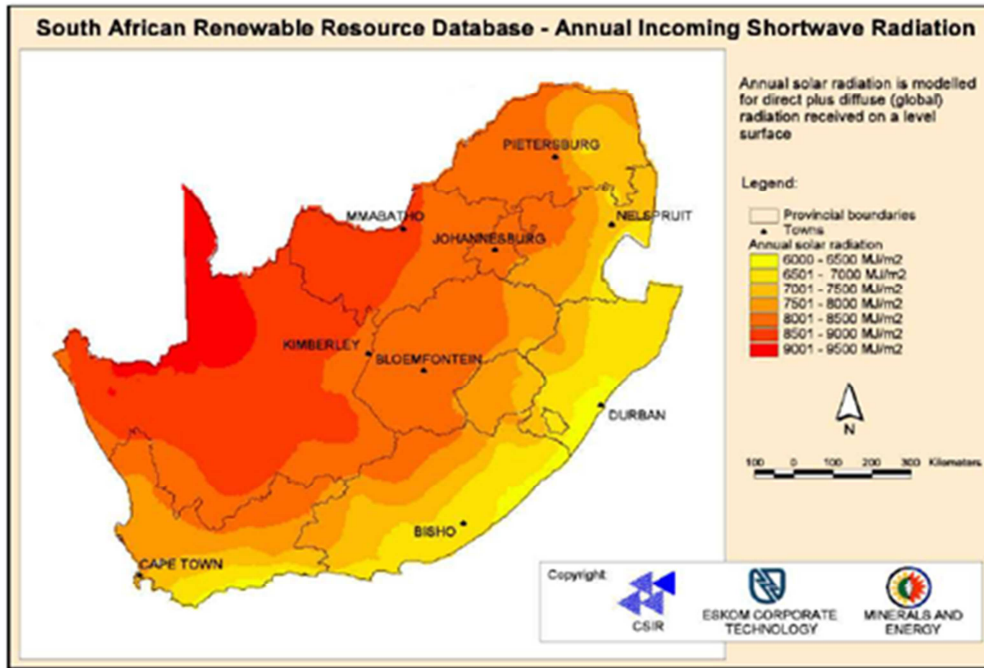 South African Renewable Resource Database - Annual Incoming Shortwave Radiation
Annual solar radiation is modelled
for direct plus diffuse (global)
radiation received on a level
surface
Legend:
Provincial boundaries
Towns
Annual solar radiation
6000 - 6500 MJ/m2
6501 - 7000 MJ/m2
7001 - 7500 MJ/m2
7501 - 8000 MJ/m2
8001 - 8500 MJ/m2
8501 - 9000 MJ/m2
9001 - 9500 MJ/m2
PIETERSBURG
MMABATHO
NELSPRUIT
JOHANNESBURG
KIMBERLEY
BLOEMFONTEIN
DURBAN
BISHO
CAPE TOWN
N
100 0 100 200 300 Kilometers
Copyright:
CSIR
ESKOM CORPORATE
TECHNOLOGY
MINERALS AND
ENERGY